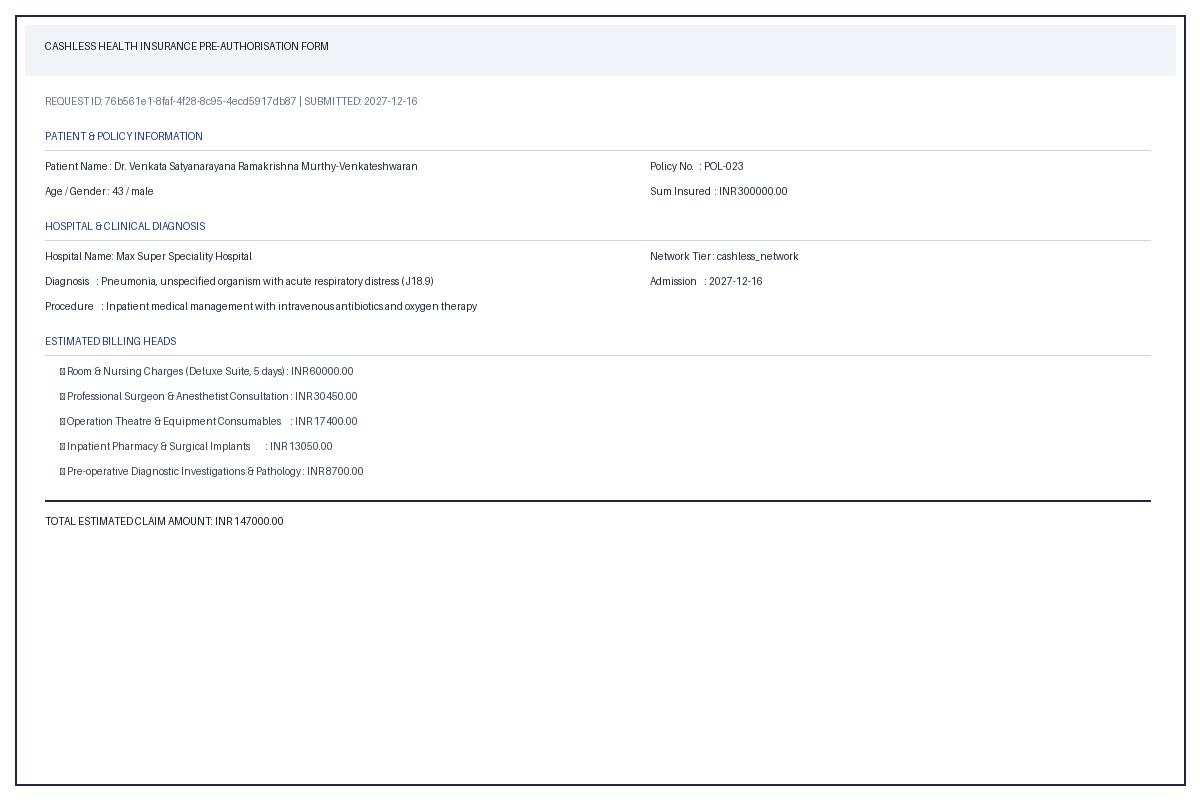 CASHLESS HEALTH INSURANCE PRE-AUTHORISATION FORM
REQUEST ID: 76b561e1-8faf-4f28-8c95-4ecd5917db87 | SUBMITTED: 2027-12-16
PATIENT & POLICY INFORMATION
Patient Name : Dr. Venkata Satyanarayana Ramakrishna Murthy-Venkateshwaran Policy No. : POL-023
Age / Gender : 43 / male Sum Insured : INR 300000.00
HOSPITAL & CLINICAL DIAGNOSIS
Hospital Name: Max Super Speciality Hospital Network Tier : cashless_network
Diagnosis : Pneumonia, unspecified organism with acute respiratory distress (J18.9) Admission : 2027-12-16
Procedure : Inpatient medical management with intravenous antibiotics and oxygen therapy
ESTIMATED BILLING HEADS
Room & Nursing Charges (Deluxe Suite, 5 days) : INR 60000.00
Professional Surgeon & Anesthetist Consultation : INR 30450.00
Operation Theatre & Equipment Consumables : INR 17400.00
Inpatient Pharmacy & Surgical Implants : INR 13050.00
Pre-operative Diagnostic Investigations & Pathology : INR 8700.00
TOTAL ESTIMATED CLAIM AMOUNT: INR 147000.00